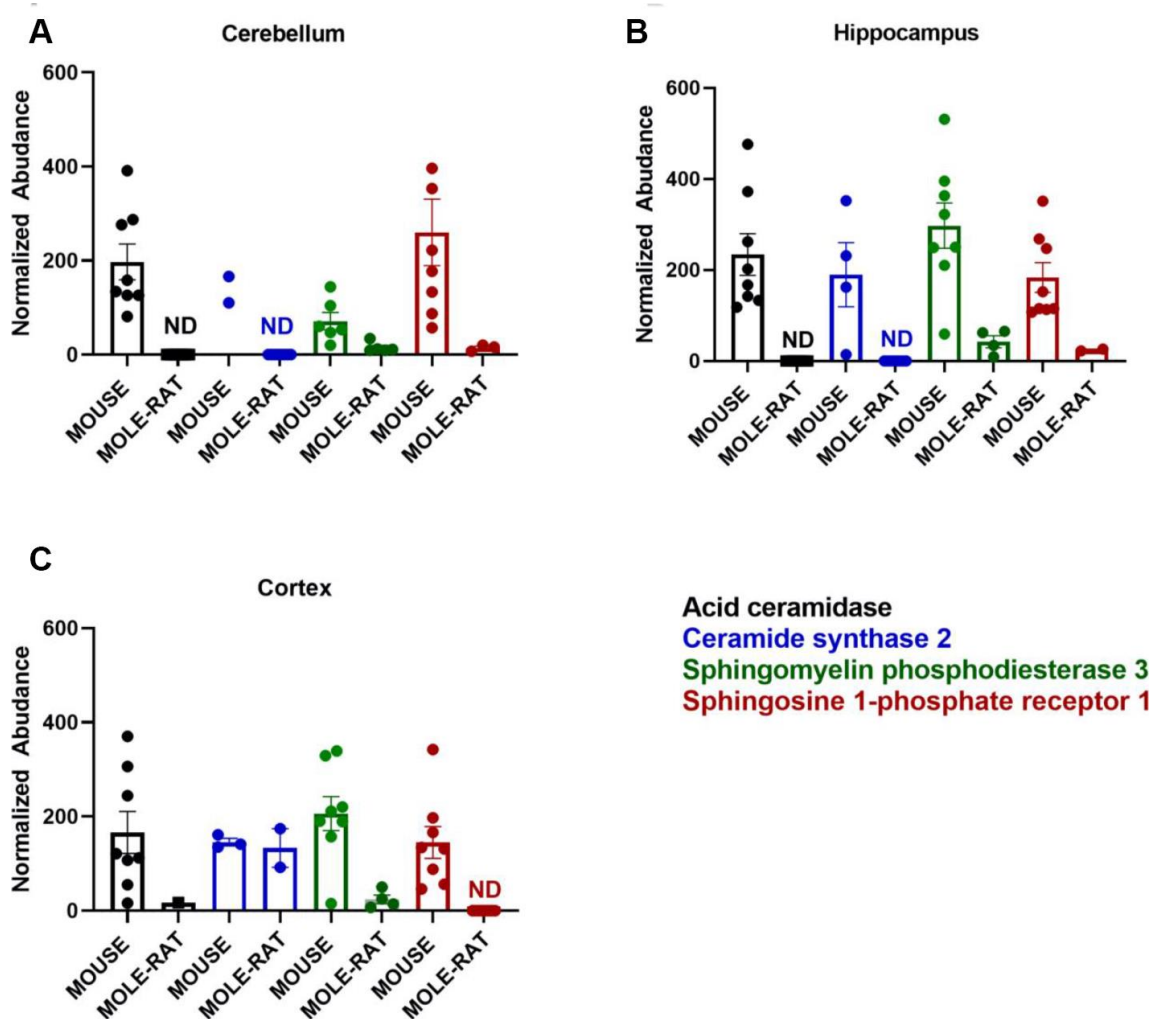 A
Cerebellum
Normalized Abudance
600
400
200
0
ND
ND
MOUSE
MOLE-RAT
MOUSE
MOLE-RAT
MOUSE
MOLE-RAT
MOUSE
MOLE-RAT
B
Hippocampus
Normalized Abudance
600
400
200
0
ND
ND
MOUSE
MOLE-RAT
MOUSE
MOLE-RAT
MOUSE
MOLE-RAT
MOUSE
MOLE-RAT
C
Cortex
Normalized Abudance
600
400
200
0
ND
MOUSE
MOLE-RAT
MOUSE
MOLE-RAT
MOUSE
MOLE-RAT
MOUSE
MOLE-RAT
Acid ceramidase
Ceramide synthase 2
Sphingomyelin phosphodiesterase 3
Sphingosine 1-phosphate receptor 1